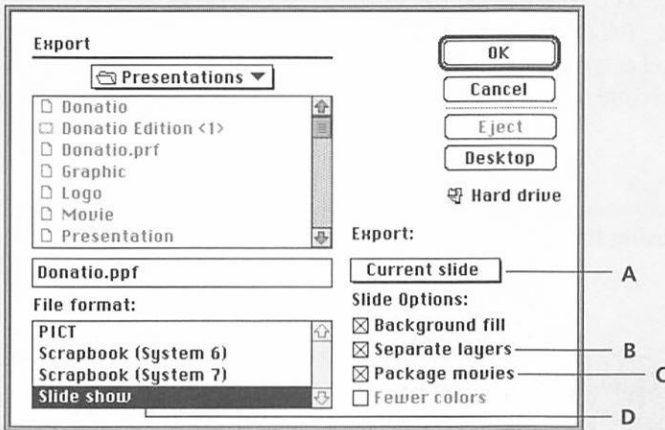 Export
Presentations
Donatio
Donatio Edition <1>
Donatio.prf
Graphic
Logo
Movie
Presentation
Donatio.ppf
File format:
PICT
Scrapbook (System 6)
Scrapbook (System 7)
Slide show
OK
Cancel
Eject
Desktop
Hard drive
Export:
Current slide
Slide Options:
Background fill
Separate layers
Package movies
Fewer colors
A
B
C
D